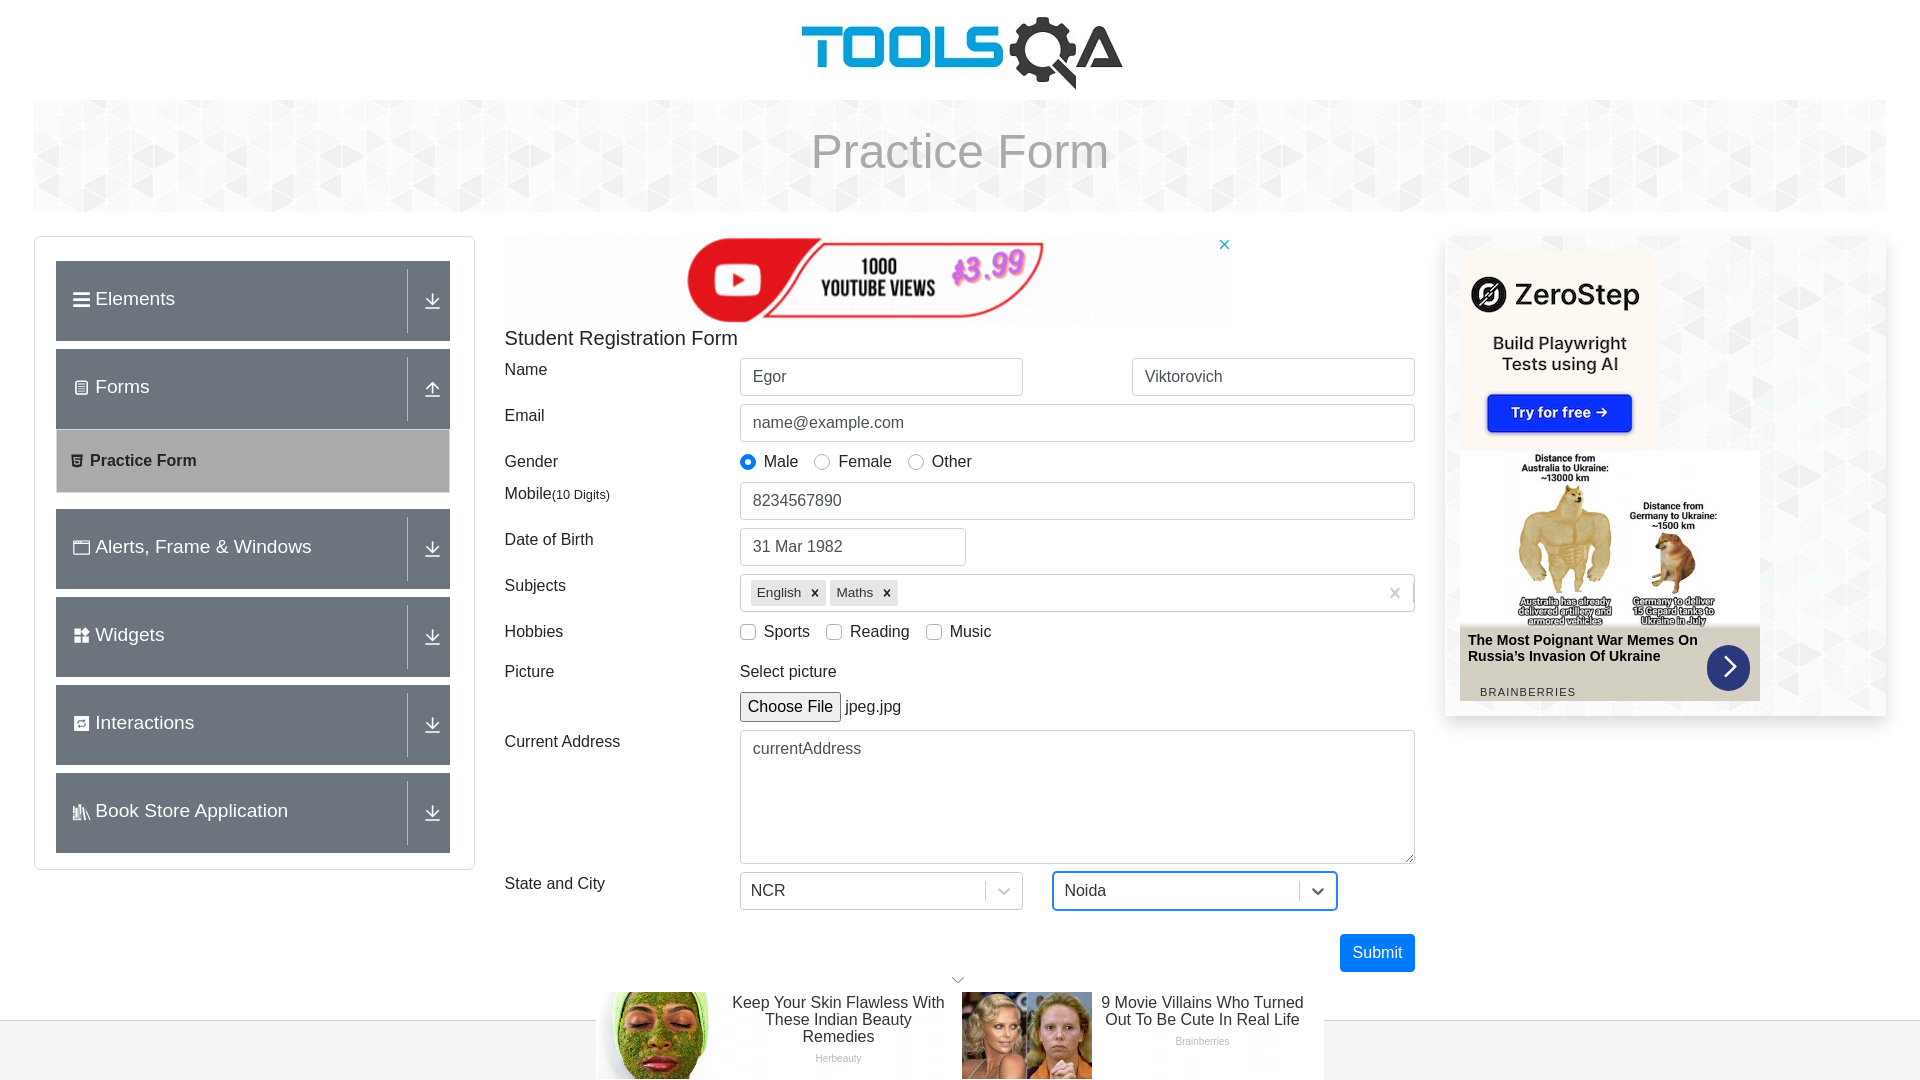 TOOLSQA
Practice Form
Elements
Forms
Practice Form
Alerts, Frame & Windows
Widgets
Interactions
Book Store Application
1000
YOUTUBE VIEWS
$3.99
Student Registration Form
Name
Egor
Viktorovich
Email
name@example.com
Gender
Male
Female
Other
Mobile(10 Digits)
8234567890
Date of Birth
31 Mar 1982
Subjects
English
Maths
Hobbies
Sports
Reading
Music
Picture
Select picture
Choose File jpeg.jpg
Current Address
currentAddress
State and City
NCR
Noida
Submit
ZeroStep
Build Playwright
Tests using AI
Try for free →
Distance from
Australia to Ukraine:
~13000 km
Distance from
Germany to Ukraine:
~1500 km
Australia has already
delivered artillery and
armored vehicles
Germany to deliver
15 Gepard tanks to
Ukraine in July
The Most Poignant War Memes On
Russia’s Invasion Of Ukraine
BRAINBERRIES
Keep Your Skin Flawless With
These Indian Beauty
Remedies
Herbeauty
9 Movie Villains Who Turned
Out To Be Cute In Real Life
Brainberries